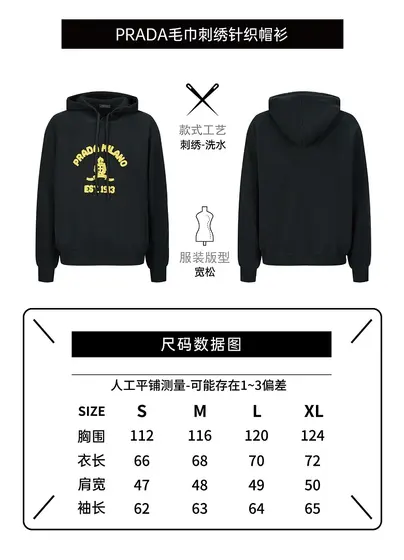 PRADA毛巾刺绣针织帽衫
款式工艺
刺绣-洗水
PRADA MILANO
EST.1913
服装版型
宽松
尺码数据图
人工平铺测量-可能存在1~3偏差
SIZE S M L XL
胸围 112 116 120 124
衣长 66 68 70 72
肩宽 47 48 49 50
袖长 62 63 64 65